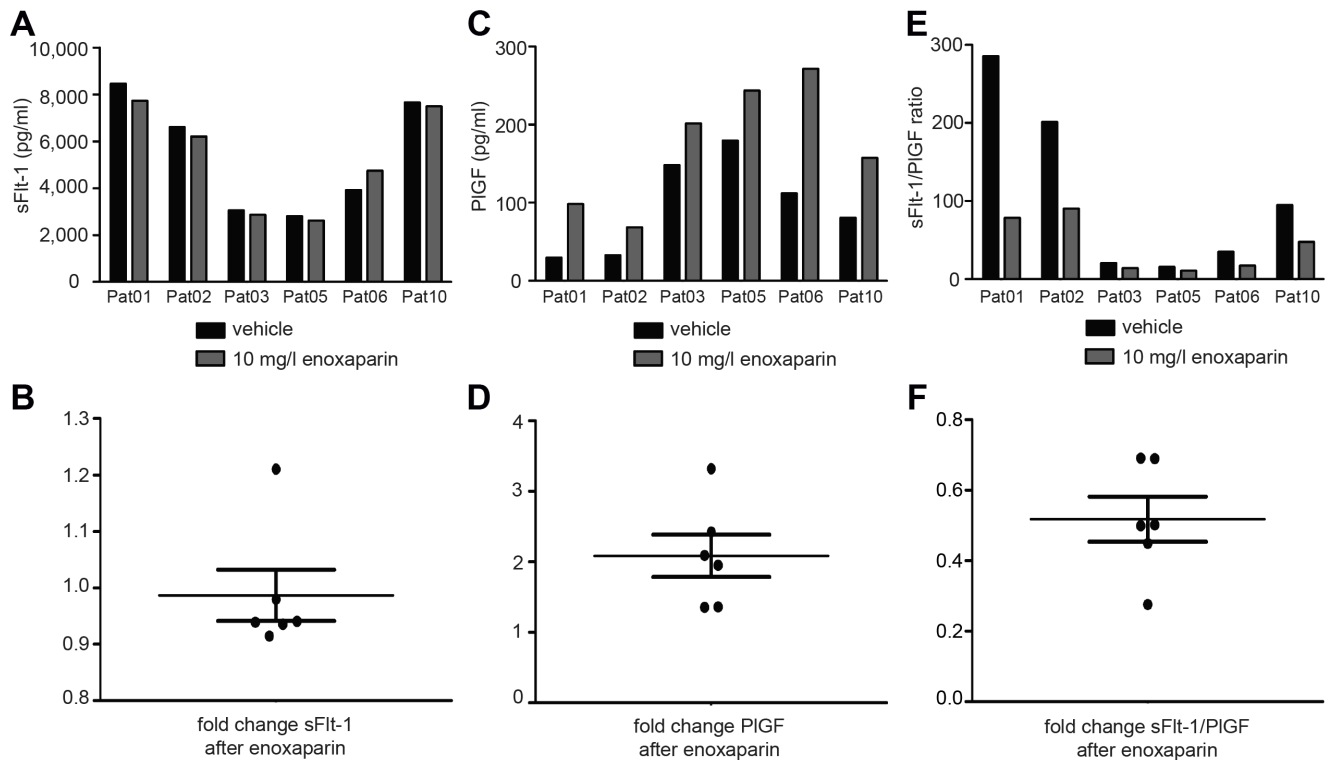 A
sFlt-1 (pg/ml)
10,000
8,000
6,000
4,000
2,000
0
Pat01 Pat02 Pat03 Pat05 Pat06 Pat10
vehicle
10 mg/l enoxaparin
C
PlGF (pg/ml)
300
200
100
0
Pat01 Pat02 Pat03 Pat05 Pat06 Pat10
vehicle
10 mg/l enoxaparin
E
sFlt-1/PlGF ratio
300
200
100
0
Pat01 Pat02 Pat03 Pat05 Pat06 Pat10
vehicle
10 mg/l enoxaparin
B
1.3
1.2
1.1
1.0
0.9
0.8
fold change sFlt-1
after enoxaparin
D
4
3
2
1
0
fold change PlGF
after enoxaparin
F
0.8
0.6
0.4
0.2
0.0
fold change sFlt-1/PlGF
after enoxaparin